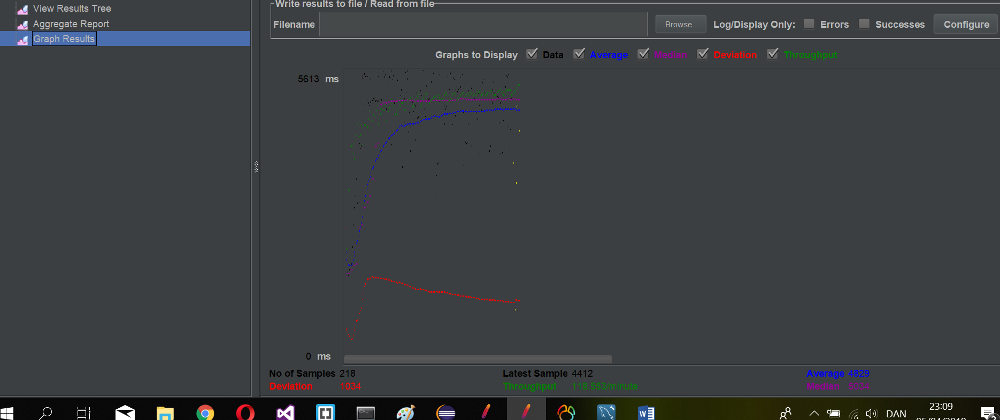 View Results Tree
Aggregate Report
Graph Results
Write results to file / Read from file
Filename Browse... Log/Display Only: Errors Successes Configure
Graphs to Display Data Average Median Deviation Throughput
5613 ms
0 ms
No of Samples 218 Latest Sample 4412 Average 4829
Deviation 1034 Throughput 118.553/minute Median 5034
DAN
23:09